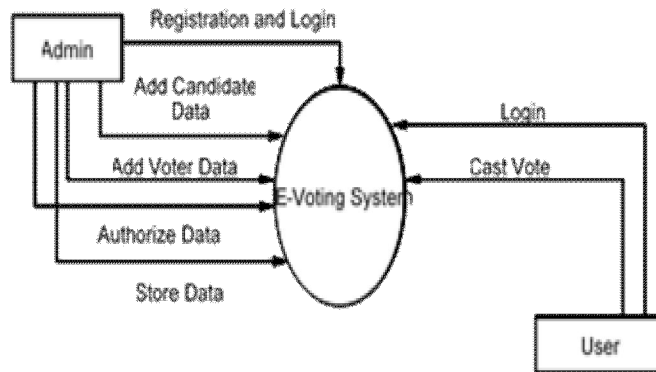 Registration and Login
Admin
Add Candidate
Data
Login
Add Voter Data
Cast Vote
E-Voting System
Authorize Data
Store Data
User